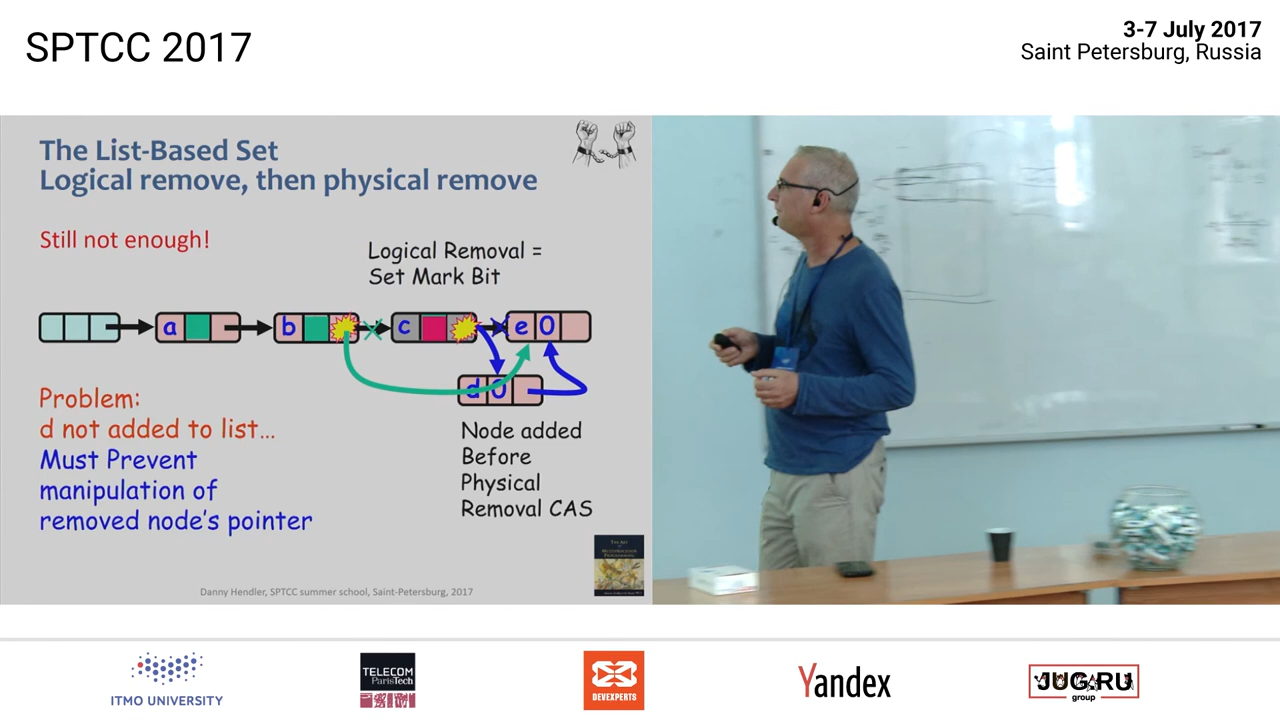 SPTCC 2017
3-7 July 2017
Saint Petersburg, Russia
The List-Based Set
Logical remove, then physical remove
Still not enough!
Logical Removal =
Set Mark Bit
a
b
c
e 0
d 0
Problem:
d not added to list...
Must Prevent
manipulation of
removed node's pointer
Node added
Before
Physical
Removal CAS
Danny Hendler, SPTCC summer school, Saint-Petersburg, 2017
ITMO UNIVERSITY
TELECOM
ParisTech
DEVEXPERTS
Yandex
JUG.RU
group